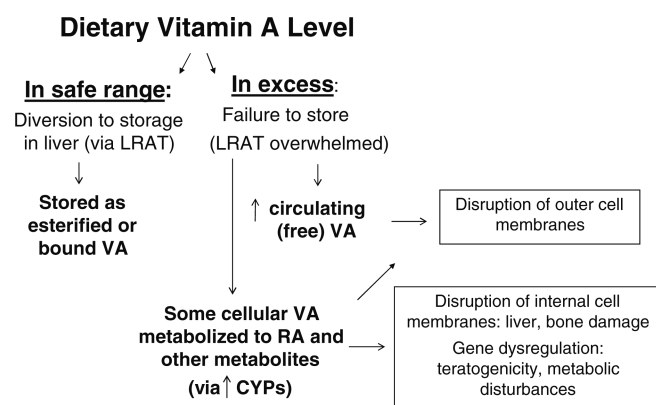 Dietary Vitamin A Level
In safe range:
Diversion to storage
in liver (via LRAT)
Stored as
esterified or
bound VA
In excess:
Failure to store
(LRAT overwhelmed)
↑ circulating
(free) VA
Disruption of outer cell
membranes
Some cellular VA
metabolized to RA and
other metabolites
(via↑ CYPs)
Disruption of internal cell
membranes: liver, bone damage
Gene dysregulation:
teratogenicity, metabolic
disturbances